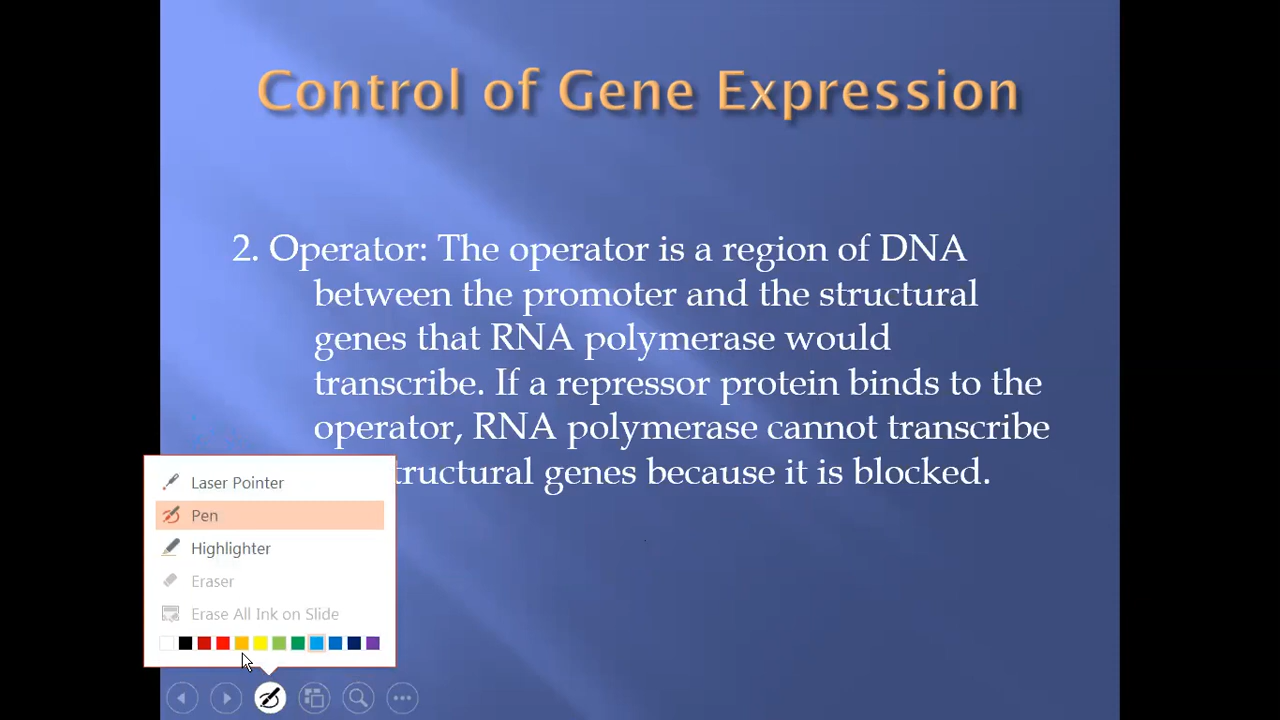 Control of Gene Expression
2. Operator: The operator is a region of DNA
between the promoter and the structural
genes that RNA polymerase would
transcribe. If a repressor protein binds to the
operator, RNA polymerase cannot transcribe
tructural genes because it is blocked.
Laser Pointer
Pen
Highlighter
Eraser
Erase All Ink on Slide